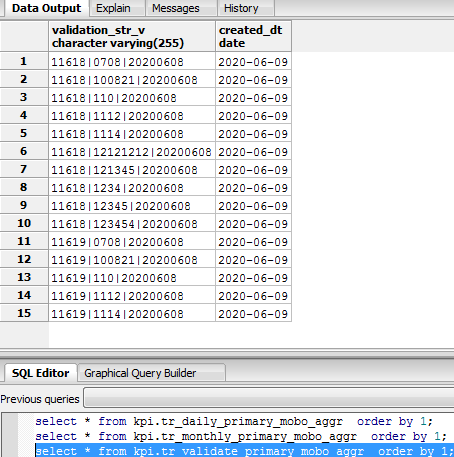 Data Output Explain Messages History
validation_str_v created_dt
character varying(255) date
1 11618|0708|20200608 2020-06-09
2 11618|100821|20200608 2020-06-09
3 11618|110|20200608 2020-06-09
4 11618|1112|20200608 2020-06-09
5 11618|1114|20200608 2020-06-09
6 11618|12121212|20200608 2020-06-09
7 11618|121345|20200608 2020-06-09
8 11618|1234|20200608 2020-06-09
9 11618|12345|20200608 2020-06-09
10 11618|123454|20200608 2020-06-09
11 11619|0708|20200608 2020-06-09
12 11619|100821|20200608 2020-06-09
13 11619|110|20200608 2020-06-09
14 11619|1112|20200608 2020-06-09
15 11619|1114|20200608 2020-06-09
SQL Editor Graphical Query Builder
Previous queries
select * from kpi.tr_daily_primary_mobo_aggr order by 1;
select * from kpi.tr_monthly_primary_mobo_aggr order by 1;
select * from kpi.tr_validate_primary_mobo_aggr order by 1;